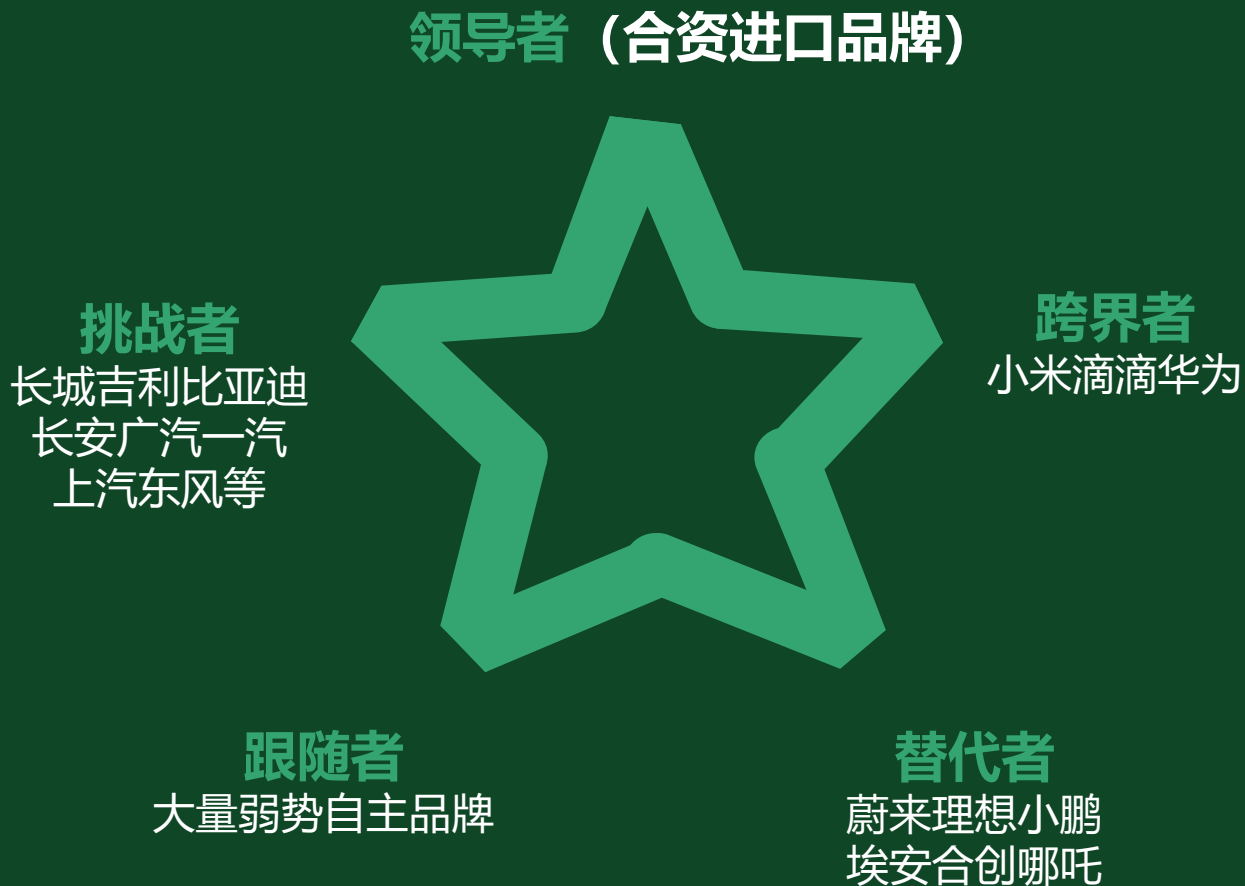 领导者（合资进口品牌）
挑战者
长城吉利比亚迪
长安广汽一汽
上汽东风等
跨界者
小米滴滴华为
跟随者
大量弱势自主品牌
替代者
蔚来理想小鹏
埃安合创哪吒